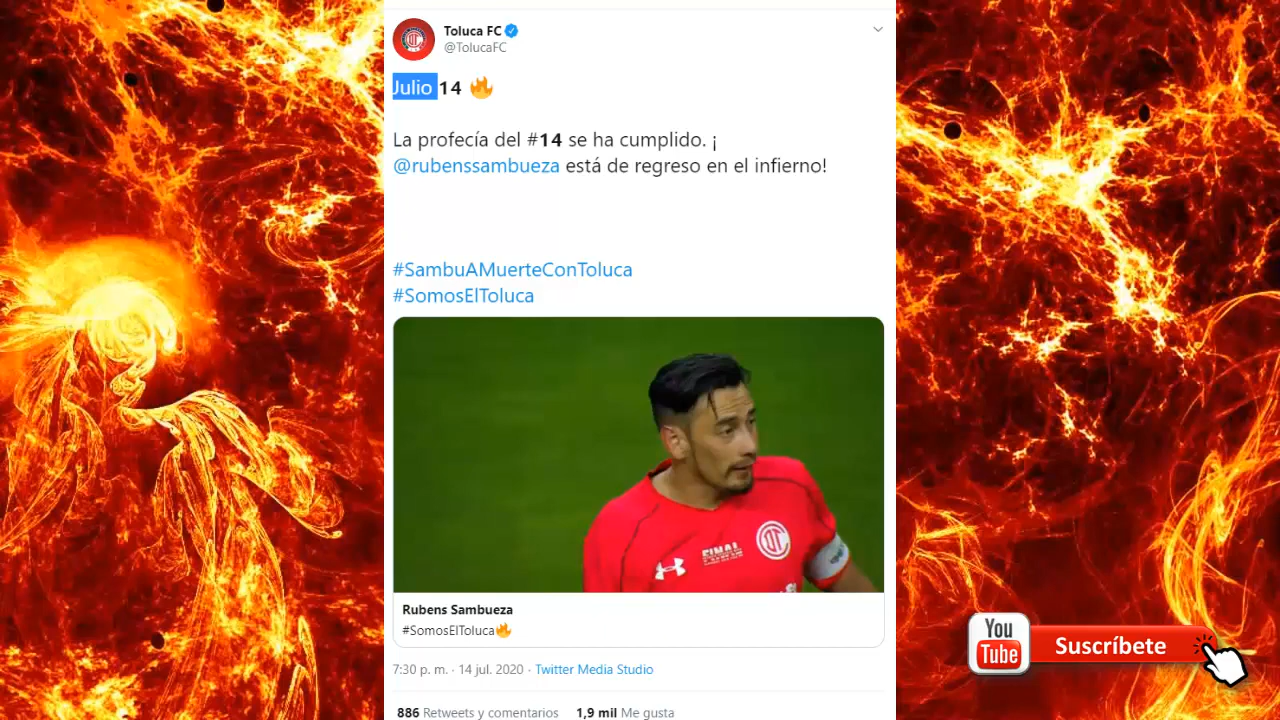 Toluca FC
@TolucaFC
Julio 14 🔥
La profecía del #14 se ha cumplido. ¡
@rubenssambueza está de regreso en el infierno!
#SambuAMuerteConToluca
#SomosElToluca
FINAL
Rubens Sambueza
#SomosElToluca🔥
7:30 p. m. · 14 jul. 2020 · Twitter Media Studio
886 Retweets y comentarios 1,9 mil Me gusta
You
Tube
Suscríbete